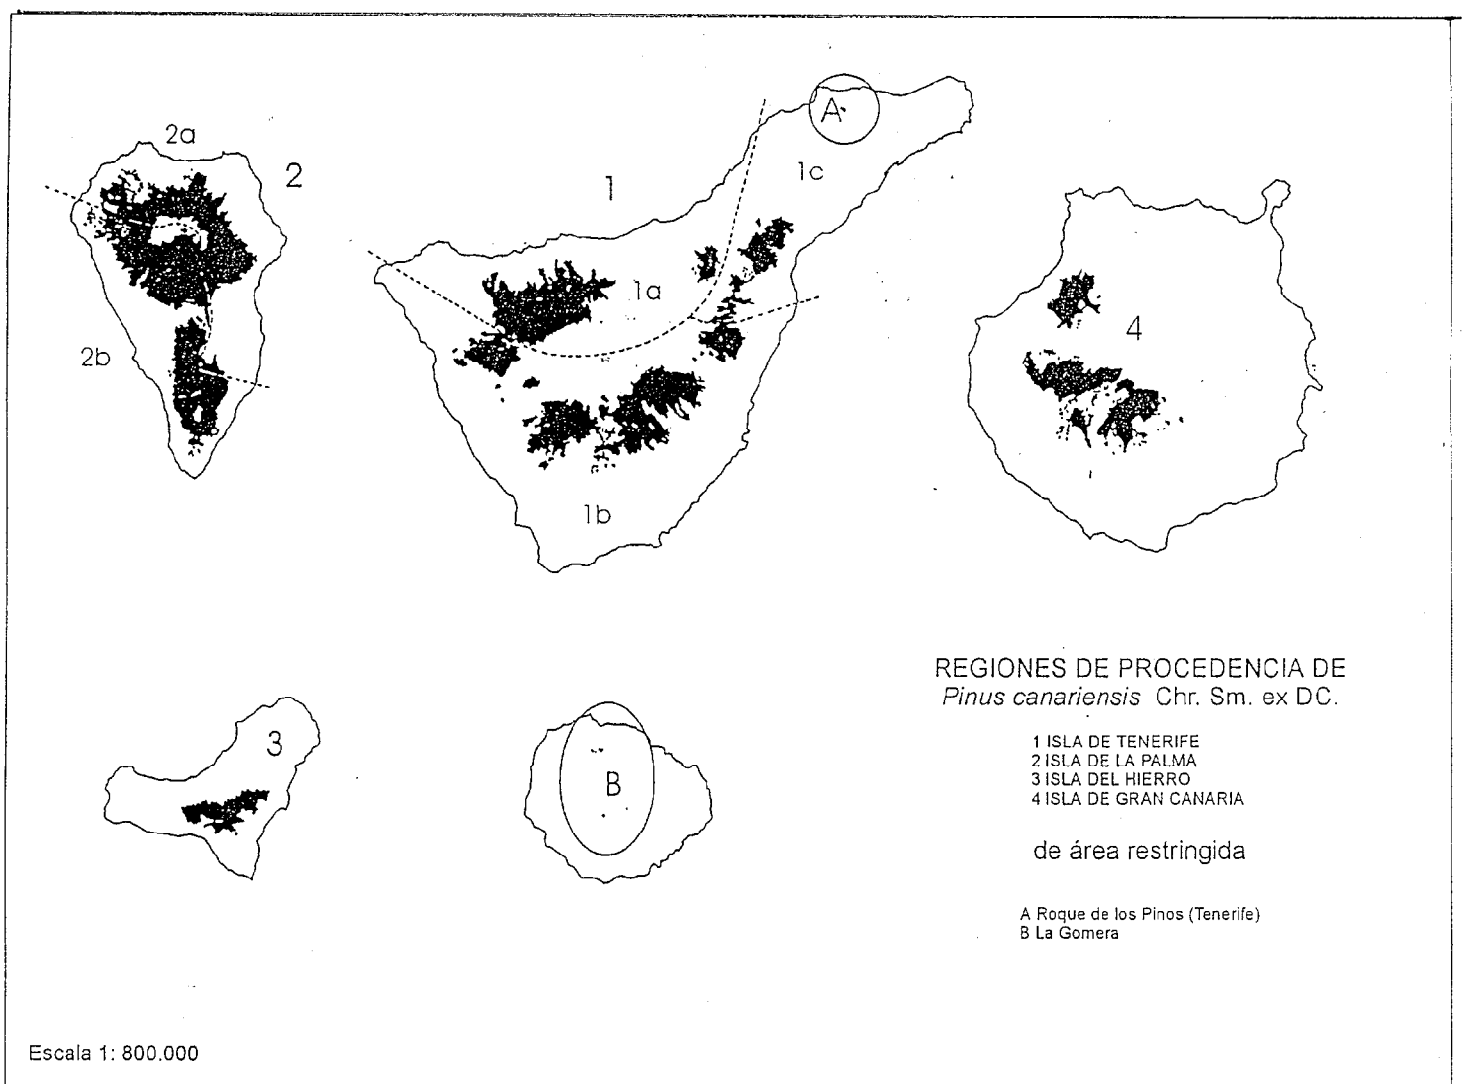 A
2a
1c
2
1
1a
4
2b
1b
REGIONES DE PROCEDENCIA DE
Pinus canariensis Chr. Sm. ex DC.
3
1 ISLA DE TENERIFE
2 ISLA DE LA PALMA
3 ISLA DEL HIERRO
4 ISLA DE GRAN CANARIA
B
de área restringida
A Roque de los Pinos (Tenerife)
B La Gomera
Escala 1: 800.000